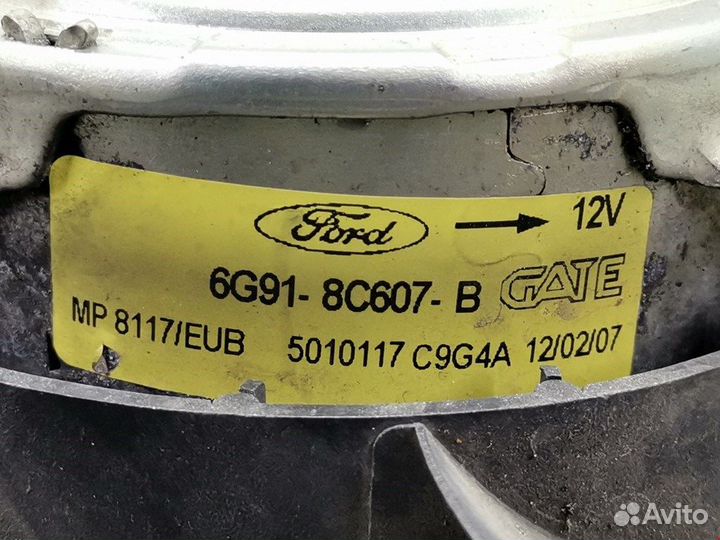 Ford 12V
6G91- 8C607- B GATE
MP 8117/EUB 5010117 C9G4A 12/02/07
Avito